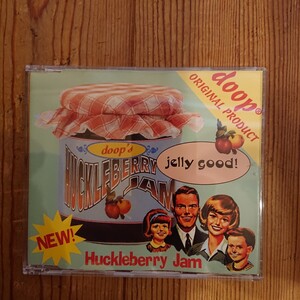 doop®
ORIGINAL PRODUCT
doop's
HUCKLEBERRY
JAM
jelly good!
NEW!
Huckleberry Jam